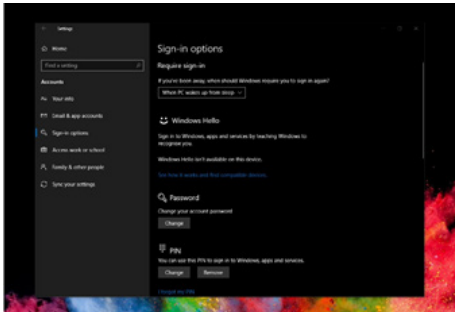 Settings
Home
Find a setting
Accounts
Your info
Email & app accounts
Sign-in options
Access work or school
Family & other people
Sync your settings
Sign-in options
Require sign-in
If you've been away, when should Windows require you to sign in again?
When PC wakes up from sleep
Windows Hello
Sign in to Windows, apps and services by teaching Windows to
recognise you.
Windows Hello isn't available on this device.
See how it works and find compatible devices.
Password
Change your account password
Change
PIN
You can use this PIN to sign in to Windows, apps and services.
Change Remove
I forgot my PIN